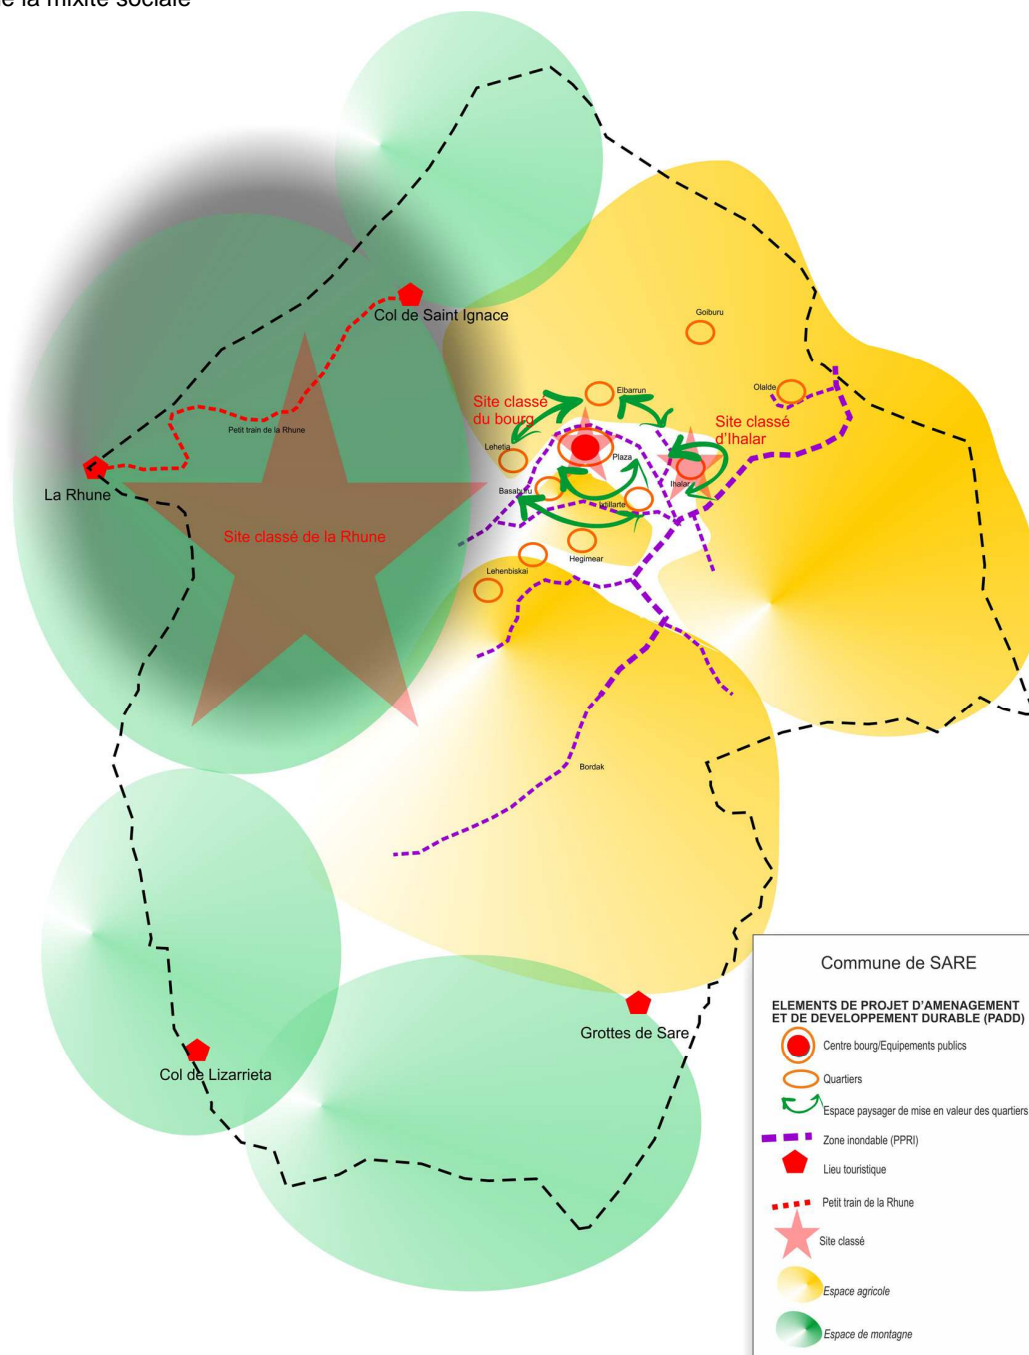 e la mixité sociale
Col de Saint Ignace
Goiburu
Elbarrun
Olalde
Site classé
du bourg
Site classé
d'Ihalar
Petit train de la Rhune
Lehetia
Plaza
Ihalar
La Rhune
Basaburu
Ixtillarte
Site classé de la Rhune
Hegimear
Lehenbiskai
Bordak
Grottes de Sare
Col de Lizarrieta
Commune de SARE
ELEMENTS DE PROJET D'AMENAGEMENT
ET DE DEVELOPPEMENT DURABLE (PADD)
Centre bourg/Equipements publics
Quartiers
Espace paysager de mise en valeur des quartiers
Zone inondable (PPRI)
Lieu touristique
Petit train de la Rhune
Site classé
Espace agricole
Espace de montagne